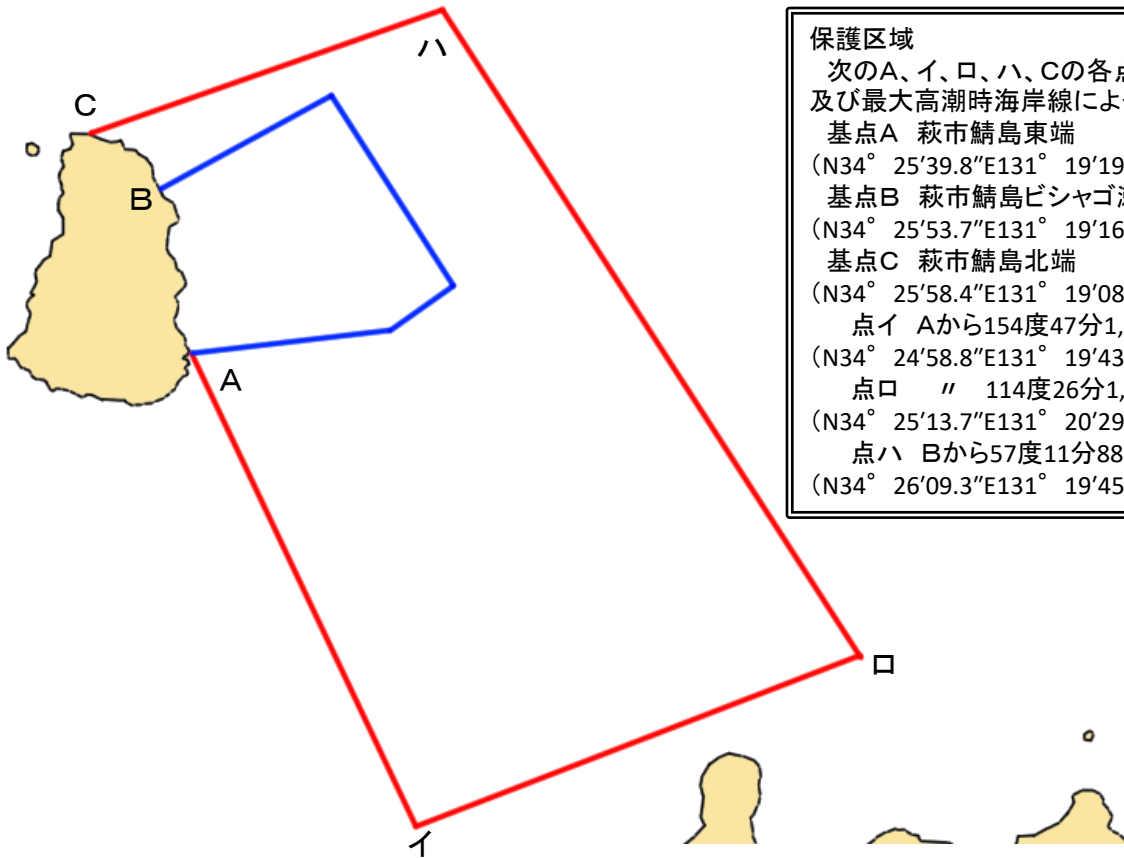 ハ
C
B
A
ロ
イ
保護区域
次のA、イ、ロ、ハ、Cの各点
及び最大高潮時海岸線によ
基点A 萩市鯖島東端
(N34° 25′39.8″E131° 19′19
基点B 萩市鯖島ビシャゴ
(N34° 25′53.7″E131° 19′16
基点C 萩市鯖島北端
(N34° 25′58.4″E131° 19′08
点イ Aから154度47分1,
(N34° 24′58.8″E131° 19′43
点ロ 〃 114度26分1,
(N34° 25′13.7″E131° 20′29
点ハ Bから57度11分88
(N34° 26′09.3″E131° 19′45